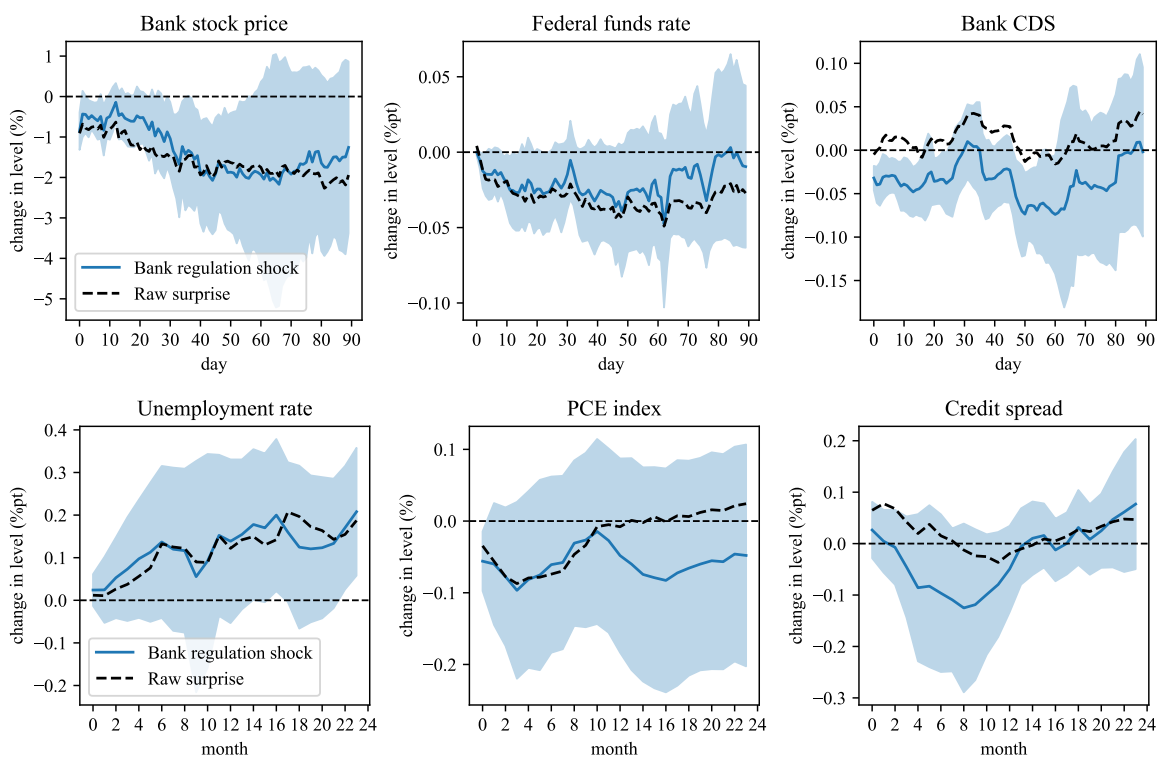 Bank stock price
change in level (%)
1
0
−1
−2
−3
−4
−5
Bank regulation shock
Raw surprise
0 10 20 30 40 50 60 70 80 90
day
Federal funds rate
change in level (%pt)
0.05
0.00
−0.05
−0.10
0 10 20 30 40 50 60 70 80 90
day
Bank CDS
change in level (%pt)
0.10
0.05
0.00
−0.05
−0.10
−0.15
0 10 20 30 40 50 60 70 80 90
day
Unemployment rate
change in level (%pt)
0.4
0.3
0.2
0.1
0.0
−0.1
−0.2
Bank regulation shock
Raw surprise
0 2 4 6 8 10 12 14 16 18 20 22 24
month
PCE index
change in level (%)
0.1
0.0
−0.1
−0.2
0 2 4 6 8 10 12 14 16 18 20 22 24
month
Credit spread
change in level (%pt)
0.2
0.1
0.0
−0.1
−0.2
−0.3
0 2 4 6 8 10 12 14 16 18 20 22 24
month